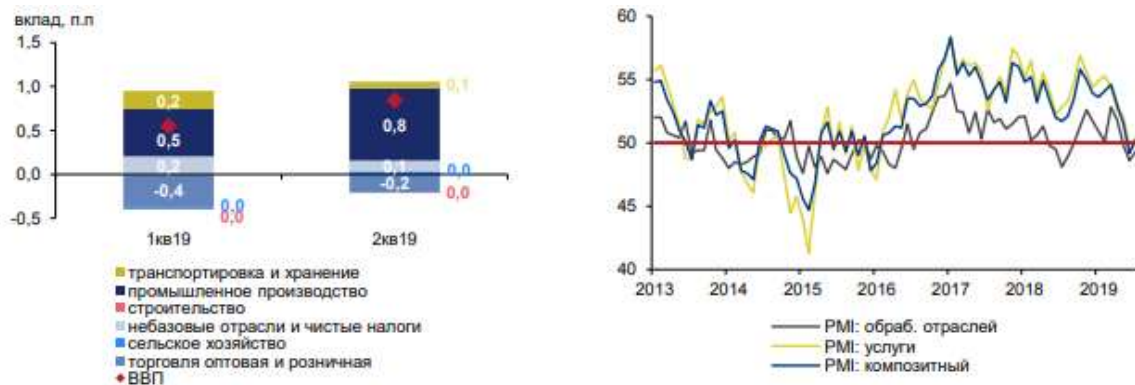 вклад, п.п
1,5
1,0
0,5
0,0
-0,5
0,2
0,5
0,2
-0,4
0,0
0,0
0,1
0,8
0,1
-0,2
0,0
0,0
1кв19
2кв19
транспортировка и хранение
промышленное производство
строительство
небазовые отрасли и чистые налоги
сельское хозяйство
торговля оптовая и розничная
ВВП
60
55
50
45
40
2013 2014 2015 2016 2017 2018 2019
PMI: обраб. отраслей
PMI: услуги
PMI: композитный